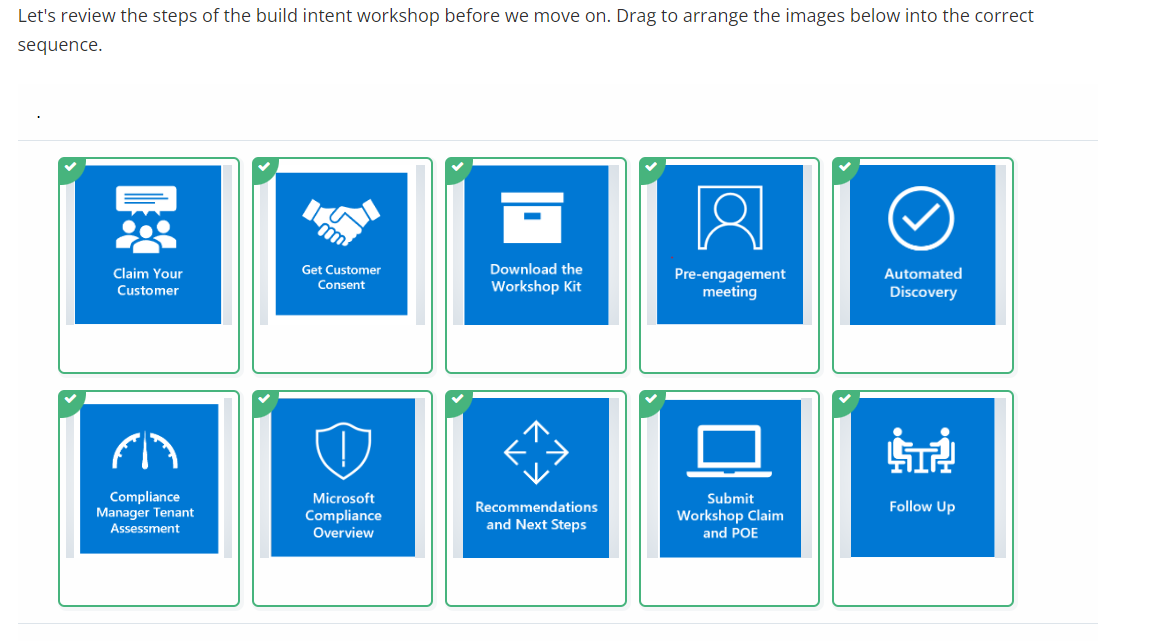 Let's review the steps of the build intent workshop before we move on. Drag to arrange the images below into the correct
sequence.
.
Claim Your
Customer
Get Customer
Consent
Download the
Workshop Kit
Pre-engagement
meeting
Automated
Discovery
Compliance
Manager Tenant
Assessment
Microsoft
Compliance
Overview
Recommendations
and Next Steps
Submit
Workshop Claim
and POE
Follow Up